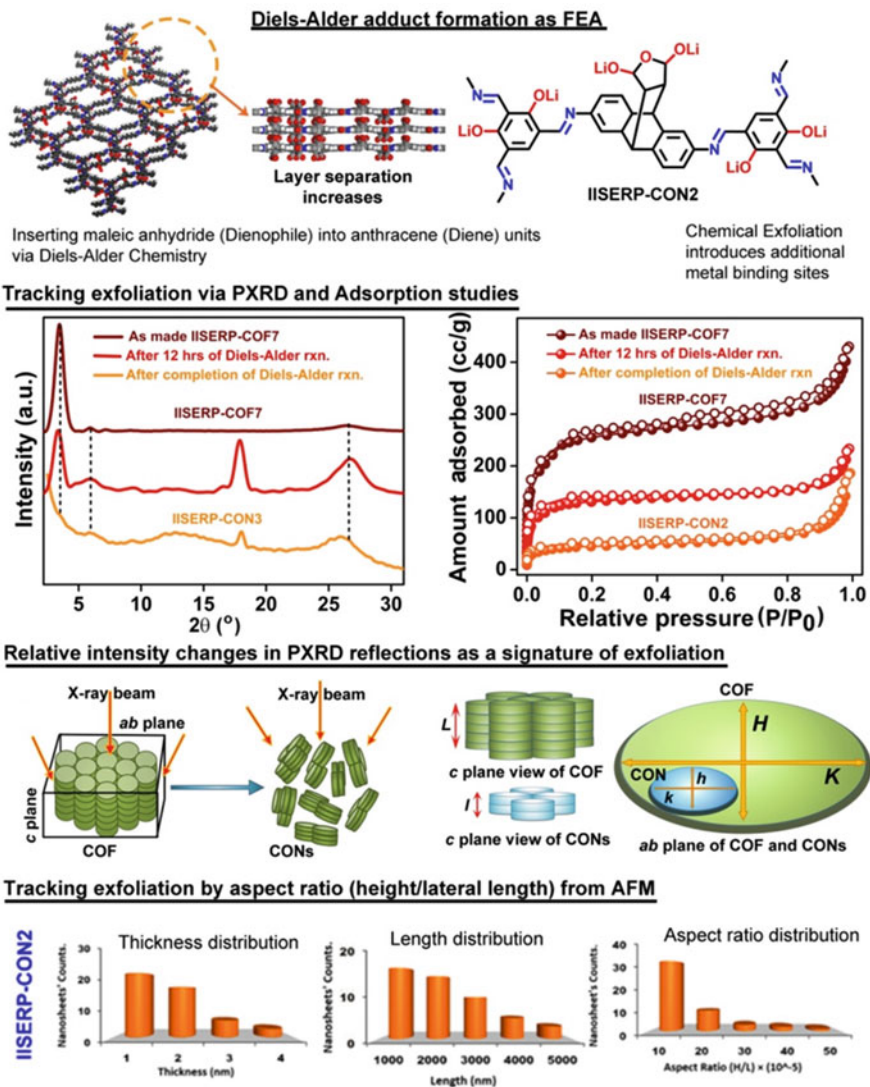 Diels-Alder adduct formation as FEA
Layer separation
increases
LiO
O
OLi
N
OLi
LiO
N
N
N
N
OLi
LiO
N
IISERP-CON2
Inserting maleic anhydride (Dienophile) into anthracene (Diene) units
via Diels-Alder Chemistry
Chemical Exfoliation
introduces additional
metal binding sites
Tracking exfoliation via PXRD and Adsorption studies
Intensity (a.u.)
As made IISERP-COF7
After 12 hrs of Diels-Alder rxn.
After completion of Diels-Alder rxn.
IISERP-COF7
IISERP-CON3
5 10 15 20 25 30
2θ (°)
Amount adsorbed (cc/g)
400
300
200
100
0
As made IISERP-COF7
After 12 hrs of Diels-Alder rxn.
After completion of Diels-Alder rxn
IISERP-COF7
IISERP-CON2
0.0 0.2 0.4 0.6 0.8 1.0
Relative pressure (P/P0)
Relative intensity changes in PXRD reflections as a signature of exfoliation
X-ray beam
ab plane
c plane
COF
X-ray beam
CONs
L
c plane view of COF
l
c plane view of CONs
COF
H
CON
h
k
K
ab plane of COF and CONs
Tracking exfoliation by aspect ratio (height/lateral length) from AFM
IISERP-CON2
Thickness distribution
Nanosheets' Counts.
30
20
10
0
1 2 3 4
Thickness (nm)
Length distribution
Nanosheets' Counts.
20
10
0
1000 2000 3000 4000 5000
Length (nm)
Aspect ratio distribution
Nanosheet's Counts.
40
30
20
10
0
10 20 30 40 50
Aspect Ratio (H/L) × (10^-5)